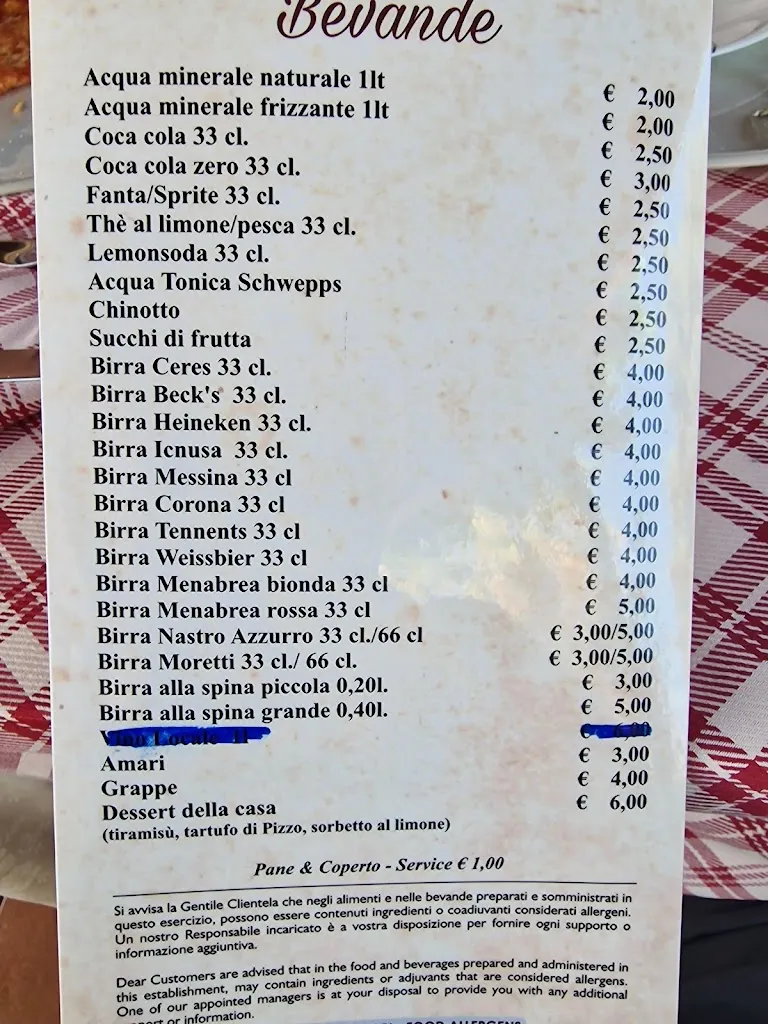 Bevande
Acqua minerale naturale 1lt € 2,00
Acqua minerale frizzante 1lt € 2,00
Coca cola 33 cl. € 2,50
Coca cola zero 33 cl. € 3,00
Fanta/Sprite 33 cl. € 2,50
Thè al limone/pesca 33 cl. € 2,50
Lemonsoda 33 cl. € 2,50
Acqua Tonica Schwepps € 2,50
Chinotto € 2,50
Succhi di frutta € 2,50
Birra Ceres 33 cl. € 4,00
Birra Beck's 33 cl. € 4,00
Birra Heineken 33 cl. € 4,00
Birra Icnusa 33 cl. € 4,00
Birra Messina 33 cl € 4,00
Birra Corona 33 cl € 4,00
Birra Tennents 33 cl € 4,00
Birra Weissbier 33 cl € 4,00
Birra Menabrea bionda 33 cl € 4,00
Birra Menabrea rossa 33 cl € 5,00
Birra Nastro Azzurro 33 cl./66 cl € 3,00/5,00
Birra Moretti 33 cl./ 66 cl. € 3,00/5,00
Birra alla spina piccola 0,20l. € 3,00
Birra alla spina grande 0,40l. € 5,00
Vino Locale 1l € 6,00
Amari € 3,00
Grappe € 4,00
Dessert della casa € 6,00
(tiramisù, tartufo di Pizzo, sorbetto al limone)
Pane & Coperto - Service € 1,00
Si avvisa la Gentile Clientela che negli alimenti e nelle bevande preparati e somministrati in
questo esercizio, possono essere contenuti ingredienti o coadiuvanti considerati allergeni.
Un nostro Responsabile incaricato è a vostra disposizione per fornire ogni supporto o
informazione aggiuntiva.
Dear Customers are advised that in the food and beverages prepared and administered in
this establishment, may contain ingredients or adjuvants that are considered allergens.
One of our appointed managers is at your disposal to provide you with any additional
or information.
FOOD ALLERGENS